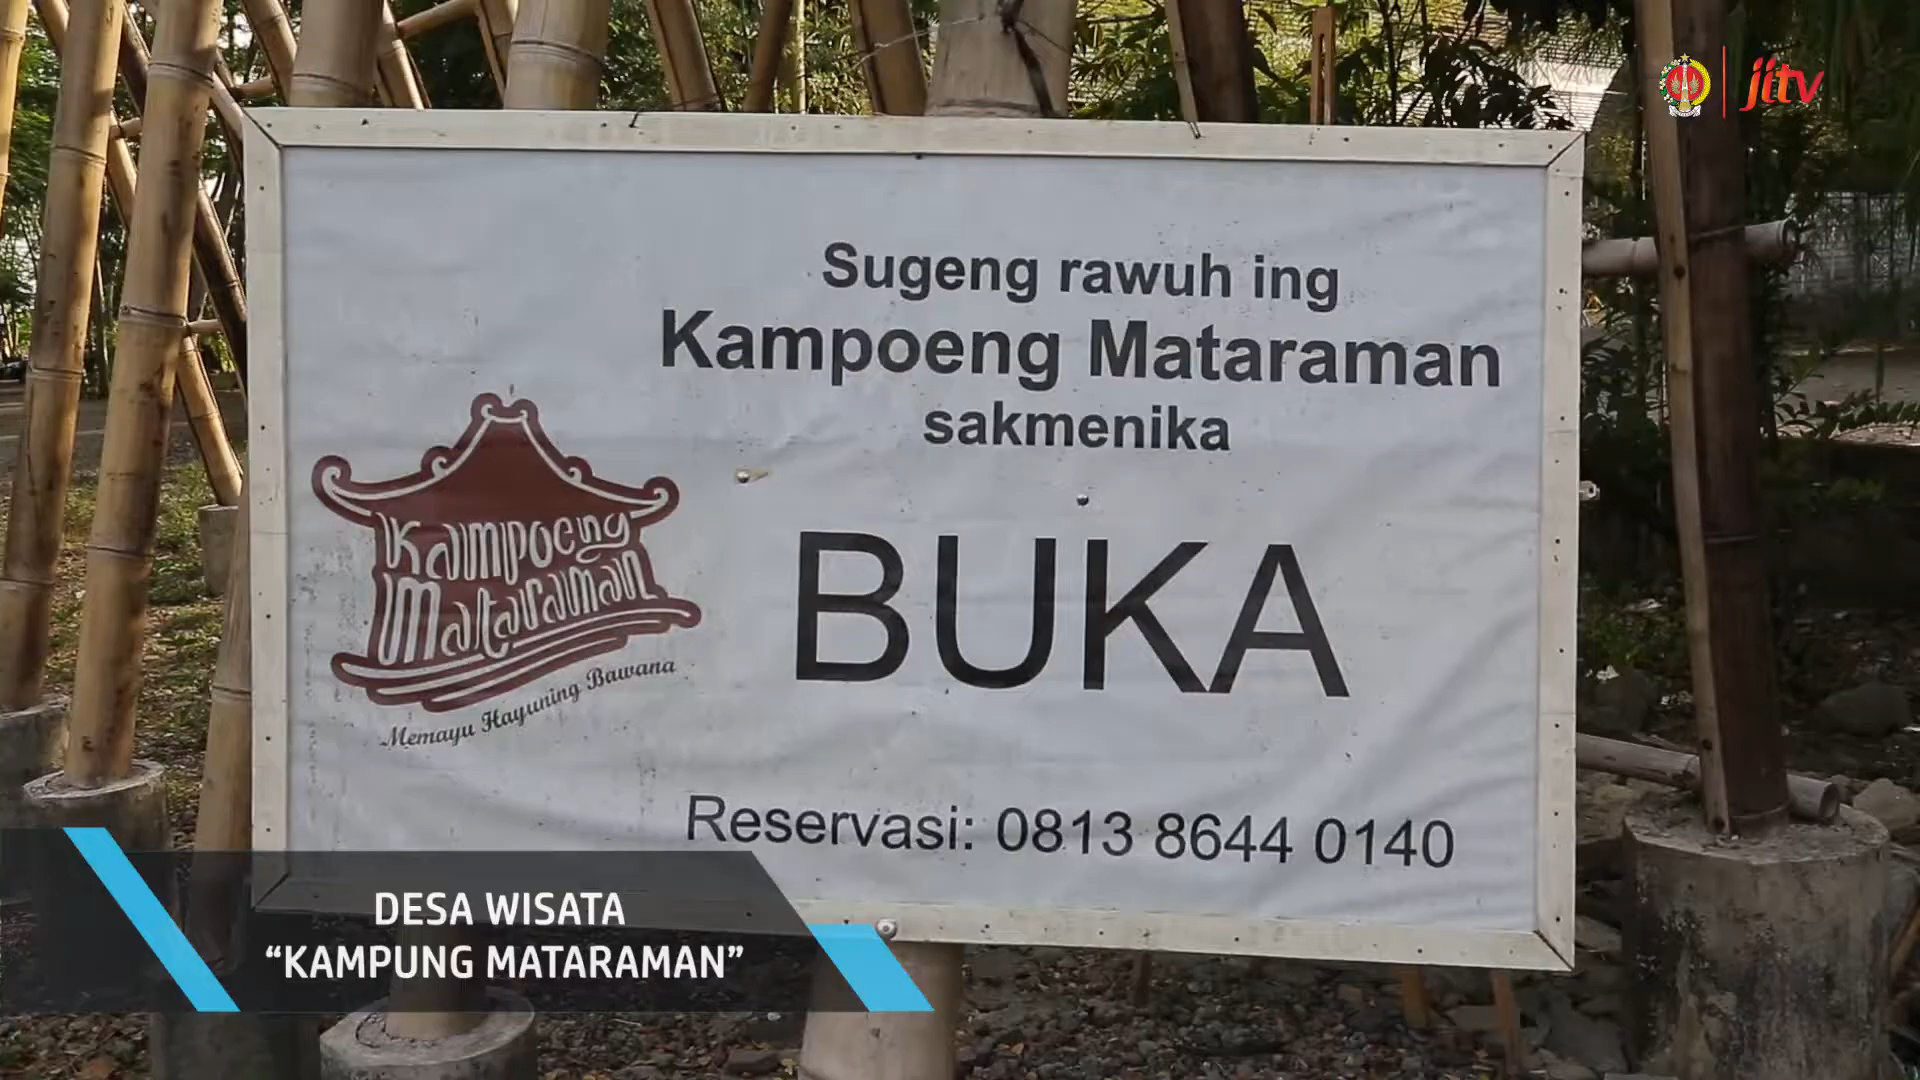 jitv
Sugeng rawuh ing
Kampoeng Mataraman
sakmenika
BUKA
Kampoeng
Mataraman
Memayu Hayuning Bawana
Reservasi: 0813 8644 0140
DESA WISATA
“KAMPUNG MATARAMAN”